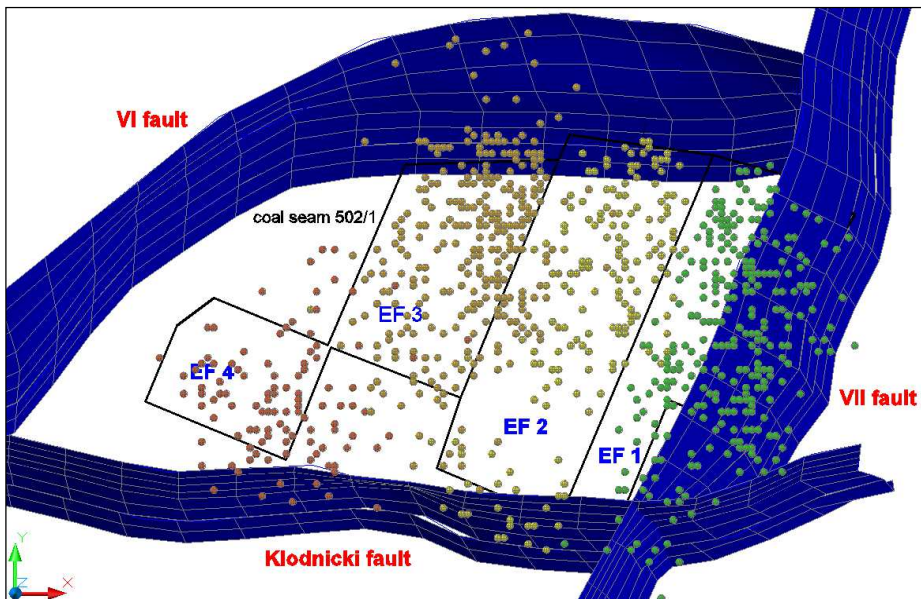 VI fault
coal seam 502/1
EF 3
EF 4
VII fault
EF 2
EF 1
Klodnicki fault
Y
Z
X